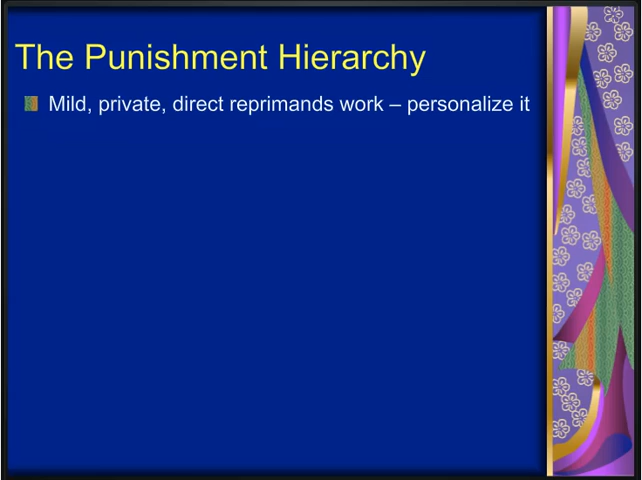 The Punishment Hierarchy
Mild, private, direct reprimands work – personalize it